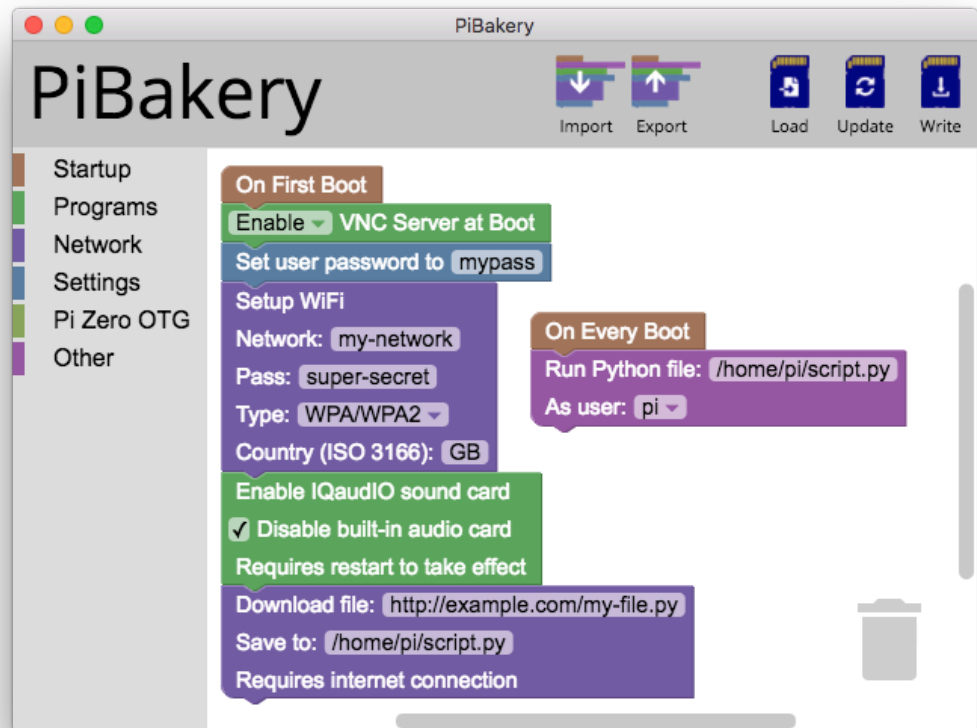 PiBakery
PiBakery
Import
Export
Load
Update
Write
Startup
Programs
Network
Settings
Pi Zero OTG
Other
On First Boot
Enable VNC Server at Boot
Set user password to mypass
Setup WiFi
Network: my-network
Pass: super-secret
Type: WPA/WPA2
Country (ISO 3166): GB
Enable IQaudIO sound card
Disable built-in audio card
Requires restart to take effect
Download file: http://example.com/my-file.py
Save to: /home/pi/script.py
Requires internet connection
On Every Boot
Run Python file: /home/pi/script.py
As user: pi